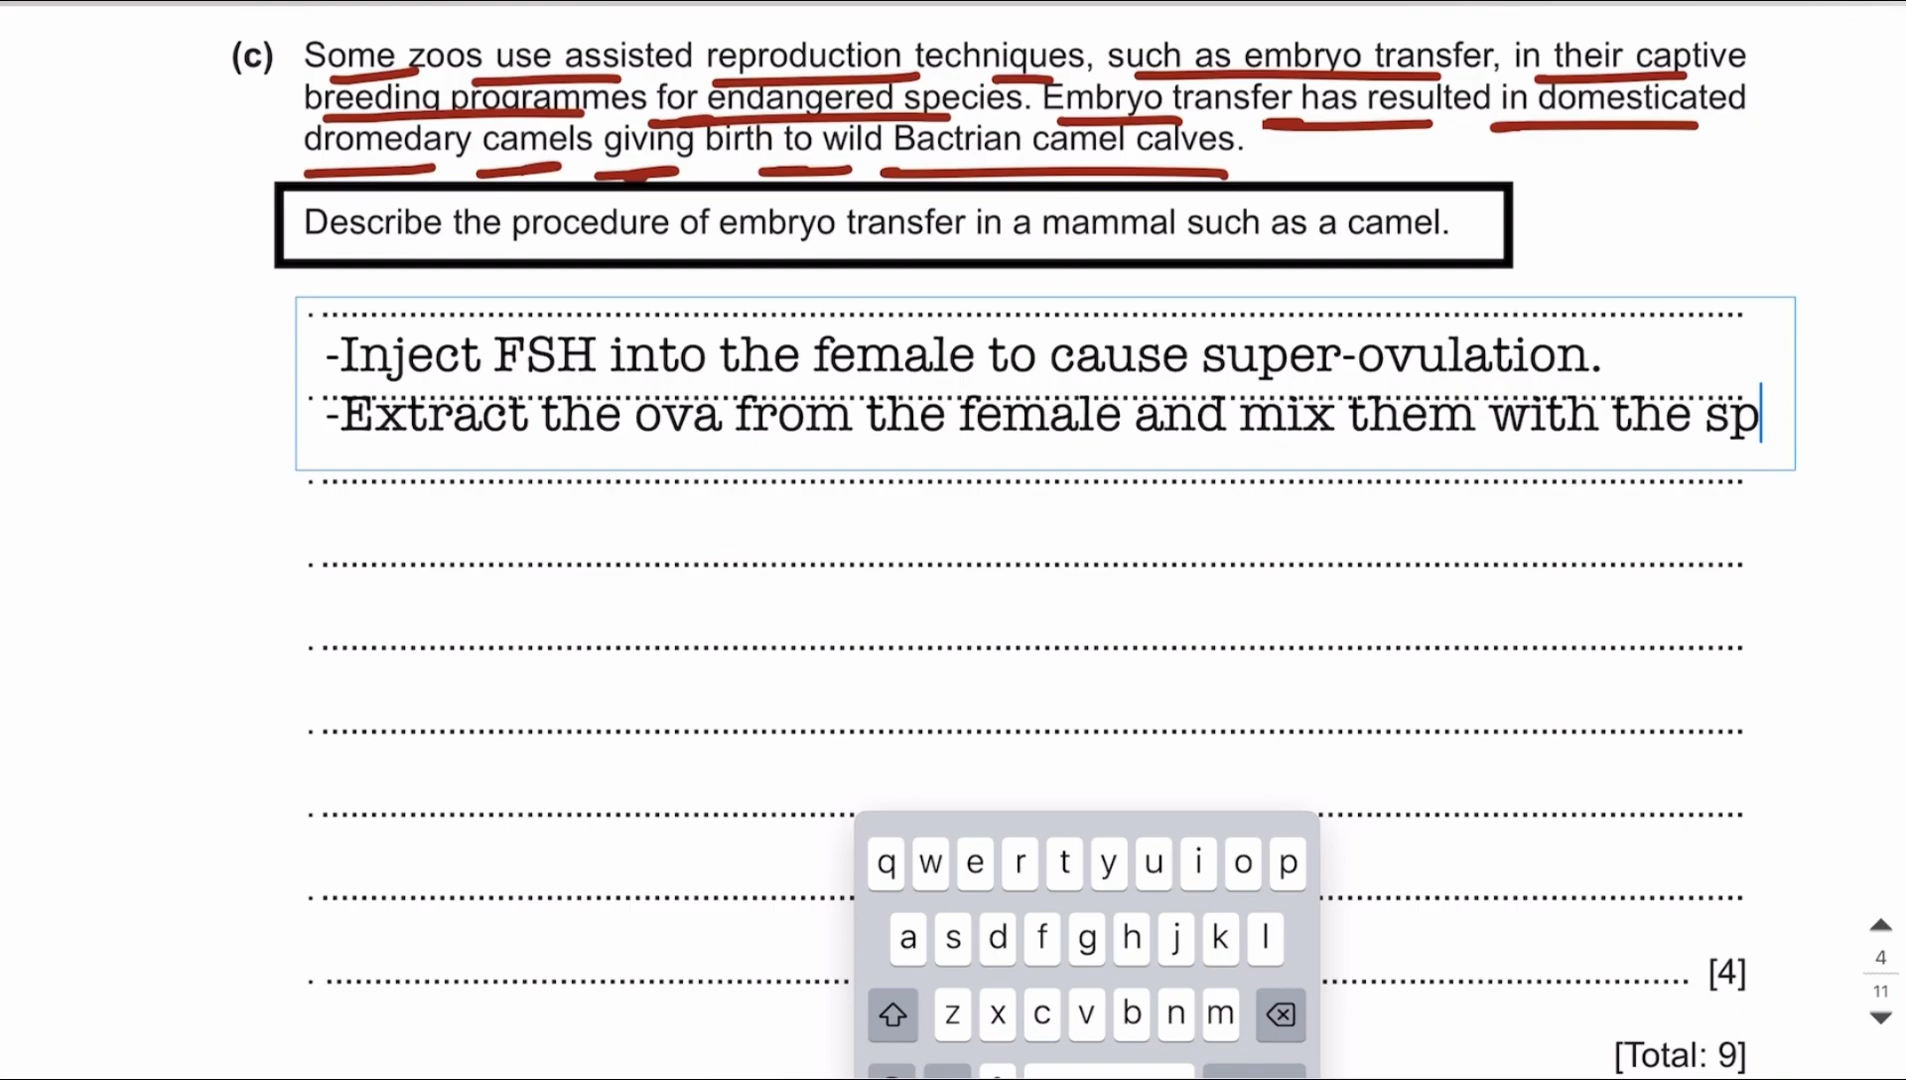 (c) Some zoos use assisted reproduction techniques, such as embryo transfer, in their captive
breeding programmes for endangered species. Embryo transfer has resulted in domesticated
dromedary camels giving birth to wild Bactrian camel calves.
Describe the procedure of embryo transfer in a mammal such as a camel.
-Inject FSH into the female to cause super-ovulation.
-Extract the ova from the female and mix them with the sp
q w e r t y u i o p
a s d f g h j k l
z x c v b n m
[4]
4
11
[Total: 9]